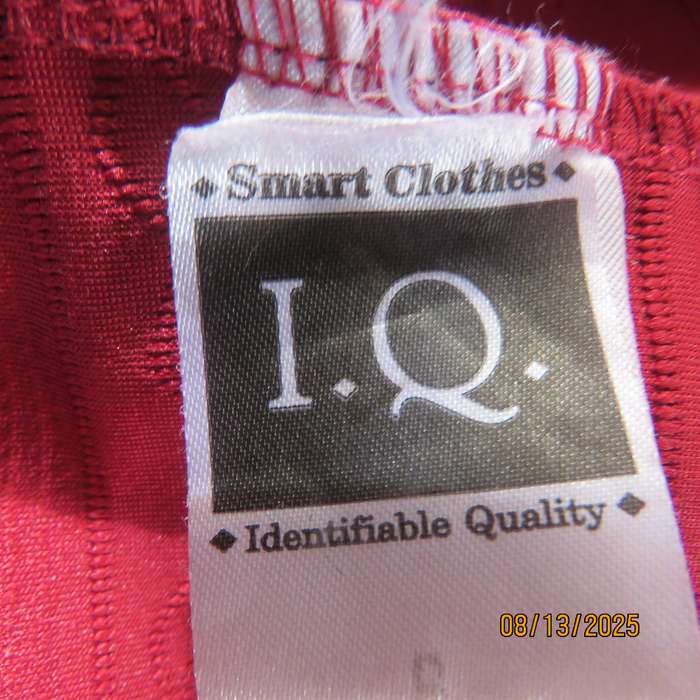 ◆ Smart Clothes ◆
I.Q.
◆ Identifiable Quality ◆
08/13/2025